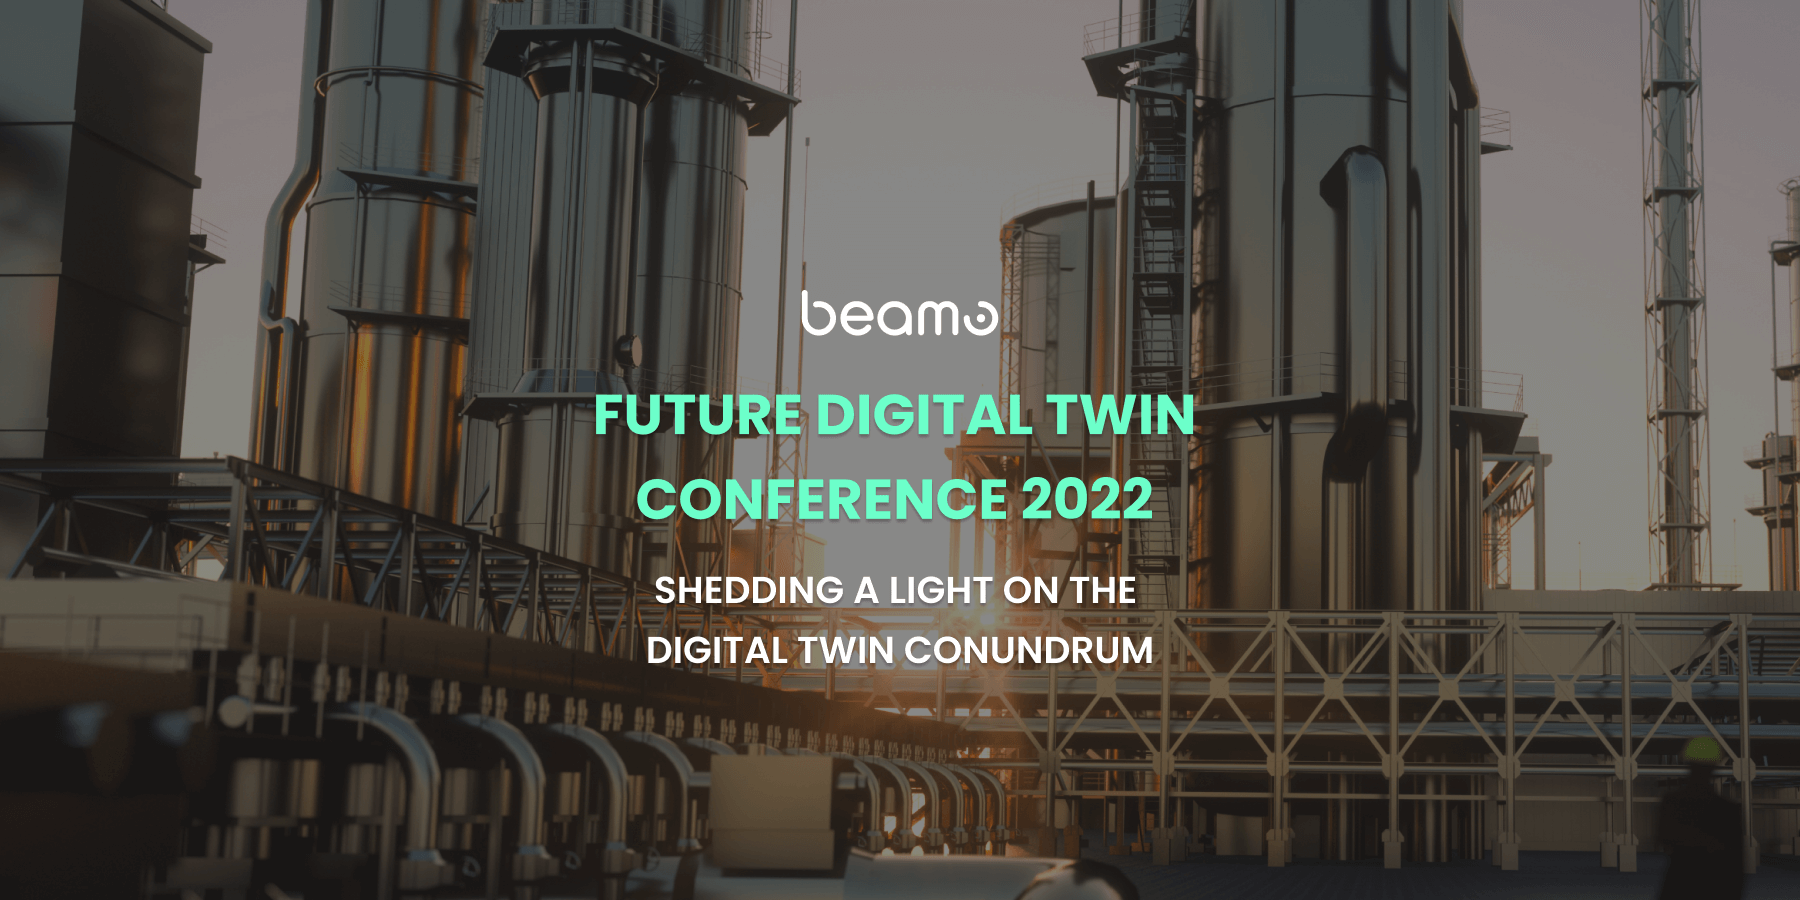 beamo
FUTURE DIGITAL TWIN
CONFERENCE 2022
SHEDDING A LIGHT ON THE
DIGITAL TWIN CONUNDRUM